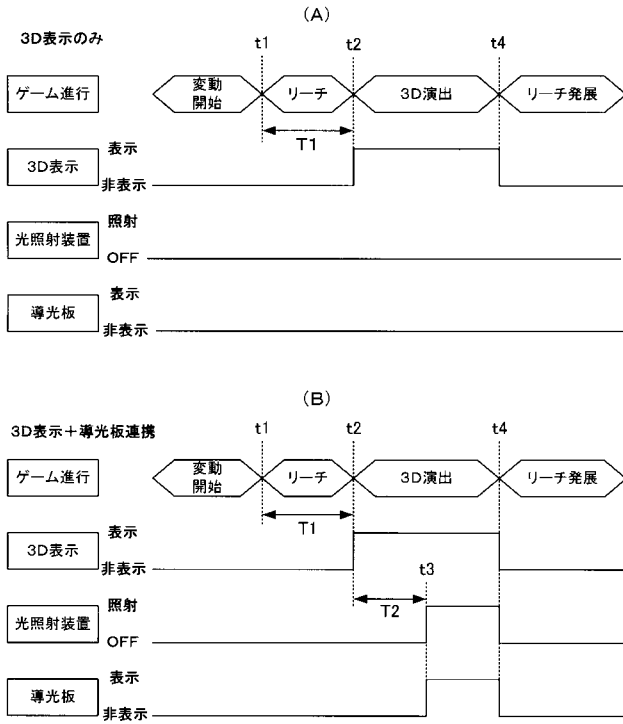 (A)
3D表示のみ
t1
t2
t4
ゲーム進行
変動
開始
リーチ
3D演出
リーチ発展
T1
表示
3D表示
非表示
照射
光照射装置
OFF
表示
導光板
非表示
(B)
3D表示+導光板連携
t1
t2
t4
ゲーム進行
変動
開始
リーチ
3D演出
リーチ発展
T1
表示
3D表示
非表示
t3
照射
T2
光照射装置
OFF
表示
導光板
非表示